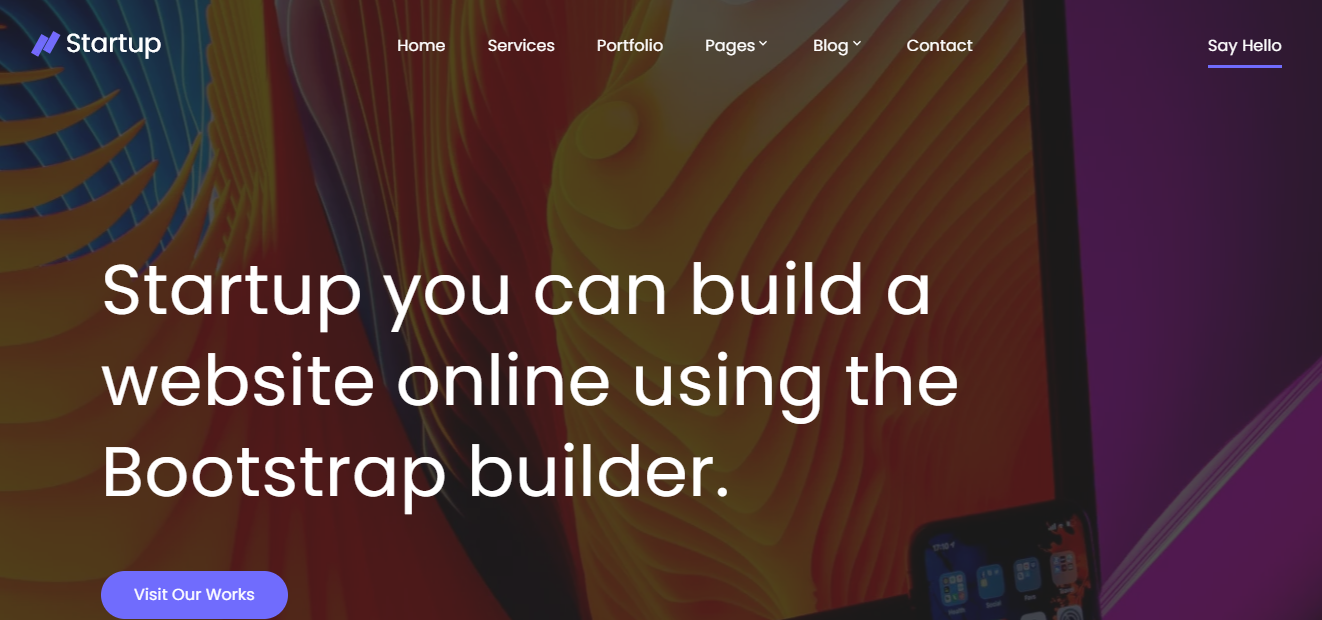 Startup
Home Services Portfolio Pages Blog Contact
Say Hello
Startup you can build a
website online using the
Bootstrap builder.
Visit Our Works